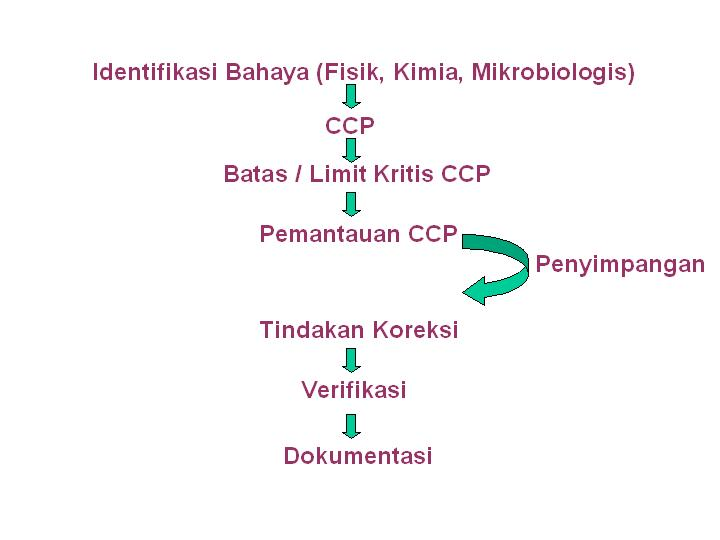 Identifikasi Bahaya (Fisik, Kimia, Mikrobiologis)
CCP
Batas / Limit Kritis CCP
Pemantauan CCP
Penyimpangan
Tindakan Koreksi
Verifikasi
Dokumentasi